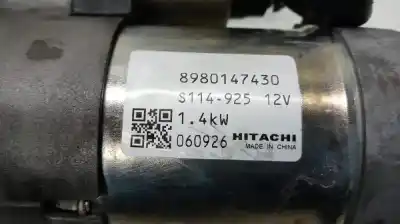 8980147430
S114-925 12V
1.4kW
060926 HITACHI
MADE IN CHINA